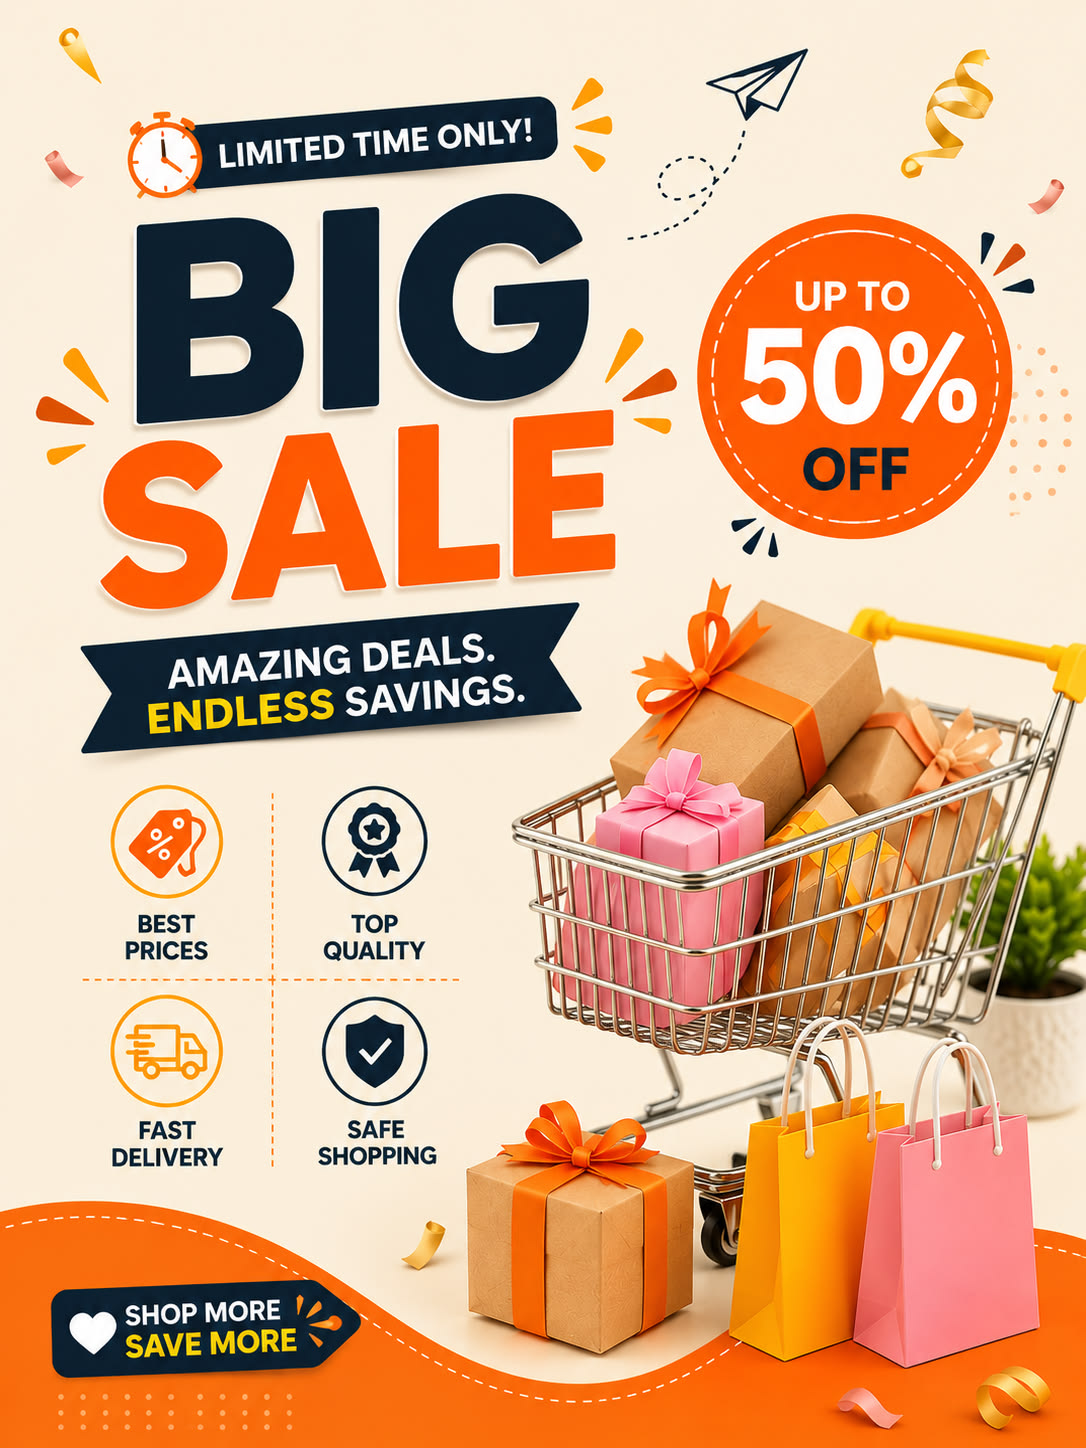 LIMITED TIME ONLY!
BIG
SALE
UP TO
50%
OFF
AMAZING DEALS.
ENDLESS SAVINGS.
BEST
PRICES
TOP
QUALITY
FAST
DELIVERY
SAFE
SHOPPING
SHOP MORE
SAVE MORE